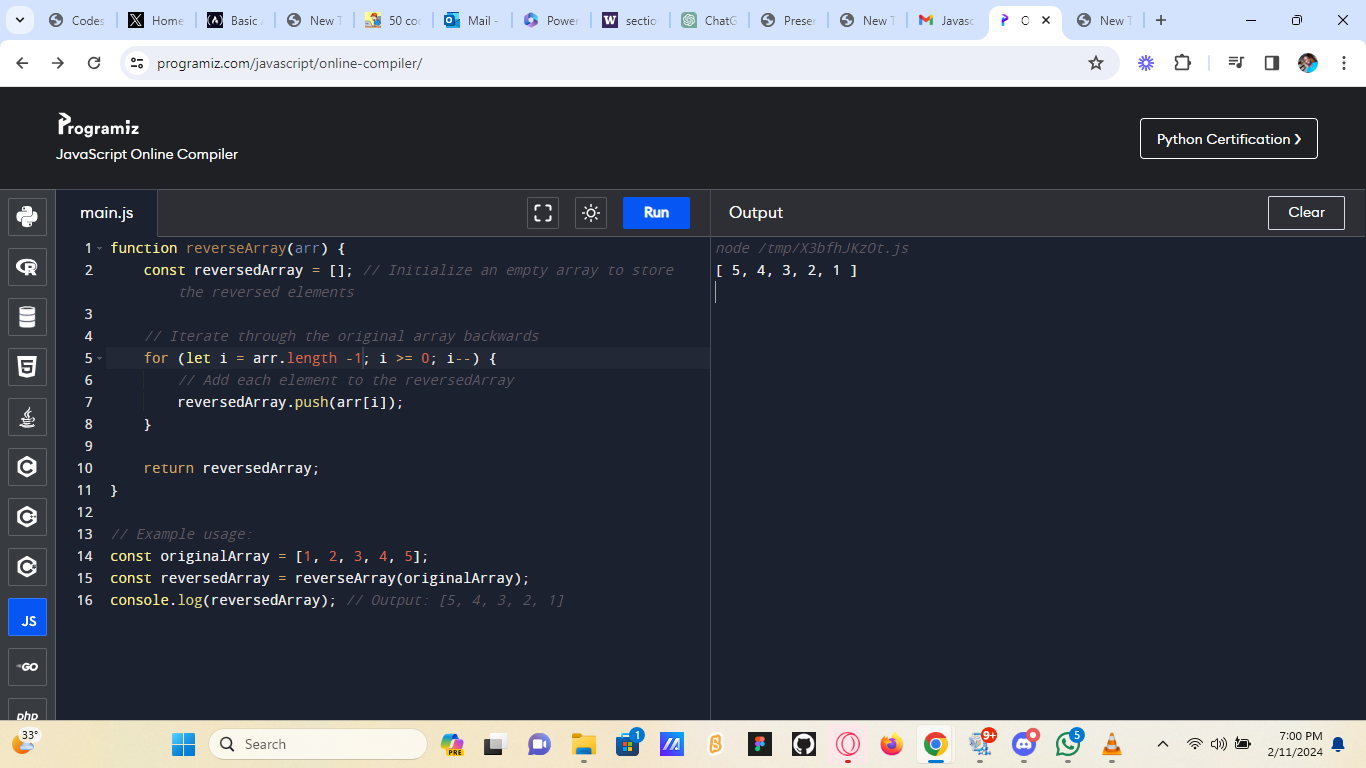 Codes
Home
Basic
New T
50 co
Mail -
Power
sectio
ChatG
Preser
New T
Javasc
O
New T
programiz.com/javascript/online-compiler/
Programiz
JavaScript Online Compiler
Python Certification ❯
main.js
Run
Output
Clear
1 function reverseArray(arr) {
2     const reversedArray = []; // Initialize an empty array to store
        the reversed elements
3
4     // Iterate through the original array backwards
5     for (let i = arr.length -1; i >= 0; i--) {
6         // Add each element to the reversedArray
7         reversedArray.push(arr[i]);
8     }
9
10     return reversedArray;
11 }
12
13 // Example usage:
14 const originalArray = [1, 2, 3, 4, 5];
15 const reversedArray = reverseArray(originalArray);
16 console.log(reversedArray); // Output: [5, 4, 3, 2, 1]
node /tmp/X3bfhJKzOt.js
[ 5, 4, 3, 2, 1 ]
JS
GO
php
33°
Search
PRE
1
9+
5
7:00 PM
2/11/2024